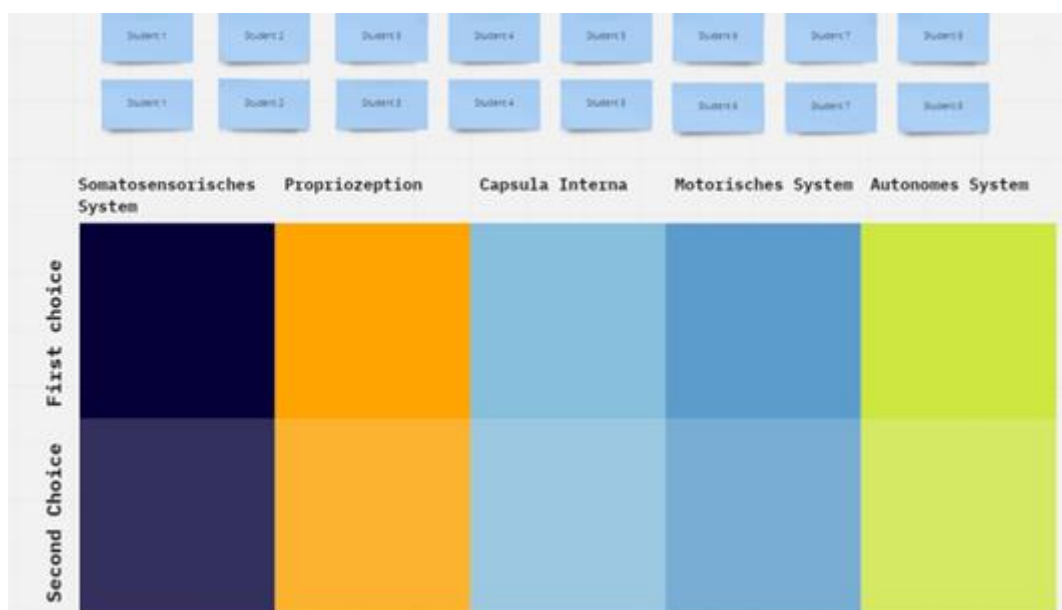 Student 1 Student 2 Student 3 Student 4 Student 5 Student 6 Student 7 Student 8
Student 1 Student 2 Student 3 Student 4 Student 5 Student 6 Student 7 Student 8
Somatosensorisches System
Propriozeption
Capsula Interna
Motorisches System
Autonomes System
First choice
Second Choice